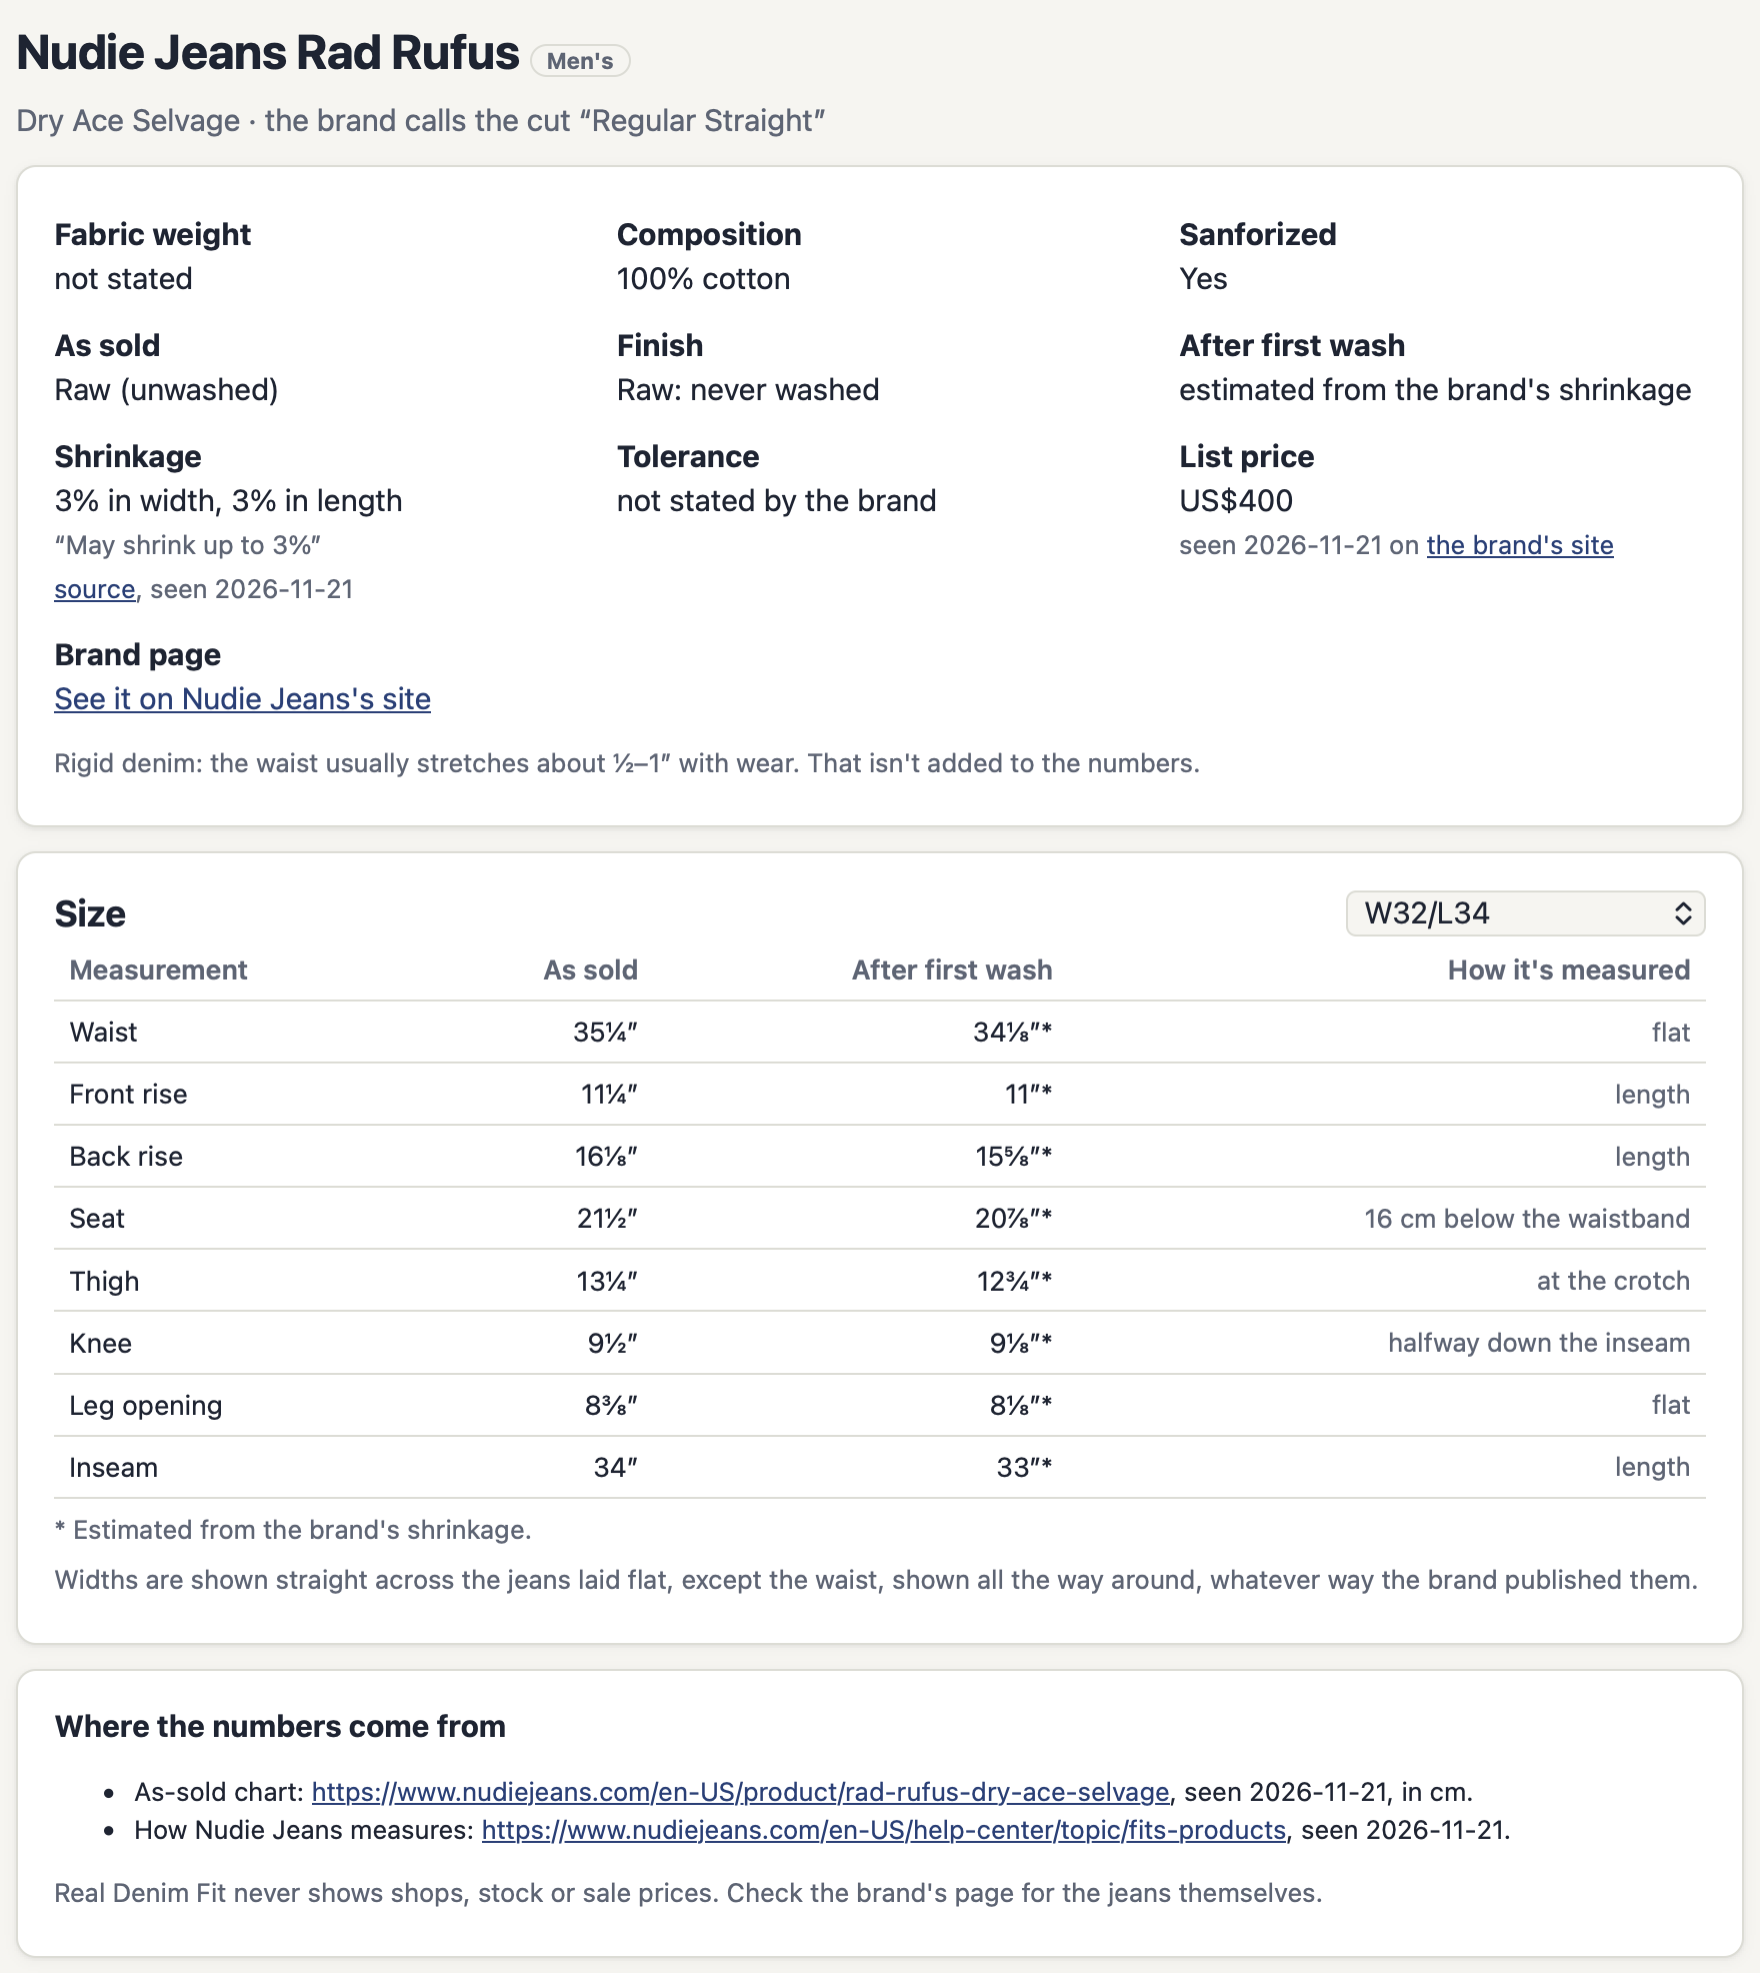 Nudie Jeans Rad Rufus Men's
Dry Ace Selvage · the brand calls the cut “Regular Straight”
Fabric weight Composition Sanforized
not stated 100% cotton Yes
As sold Finish After first wash
Raw (unwashed) Raw: never washed estimated from the brand's shrinkage
Shrinkage Tolerance List price
3% in width, 3% in length not stated by the brand US$400
“May shrink up to 3%” seen 2026-11-21 on the brand's site
source, seen 2026-11-21
Brand page
See it on Nudie Jeans's site
Rigid denim: the waist usually stretches about ½–1″ with wear. That isn't added to the numbers.
Size W32/L34
Measurement As sold After first wash How it's measured
Waist 35¼″ 34⅛″* flat
Front rise 11¼″ 11″* length
Back rise 16⅛″ 15⅝″* length
Seat 21½″ 20⅞″* 16 cm below the waistband
Thigh 13¼″ 12¾″* at the crotch
Knee 9½″ 9⅛″* halfway down the inseam
Leg opening 8⅜″ 8⅛″* flat
Inseam 34″ 33″* length
* Estimated from the brand's shrinkage.
Widths are shown straight across the jeans laid flat, except the waist, shown all the way around, whatever way the brand published them.
Where the numbers come from
• As-sold chart: https://www.nudiejeans.com/en-US/product/rad-rufus-dry-ace-selvage, seen 2026-11-21, in cm.
• How Nudie Jeans measures: https://www.nudiejeans.com/en-US/help-center/topic/fits-products, seen 2026-11-21.
Real Denim Fit never shows shops, stock or sale prices. Check the brand's page for the jeans themselves.